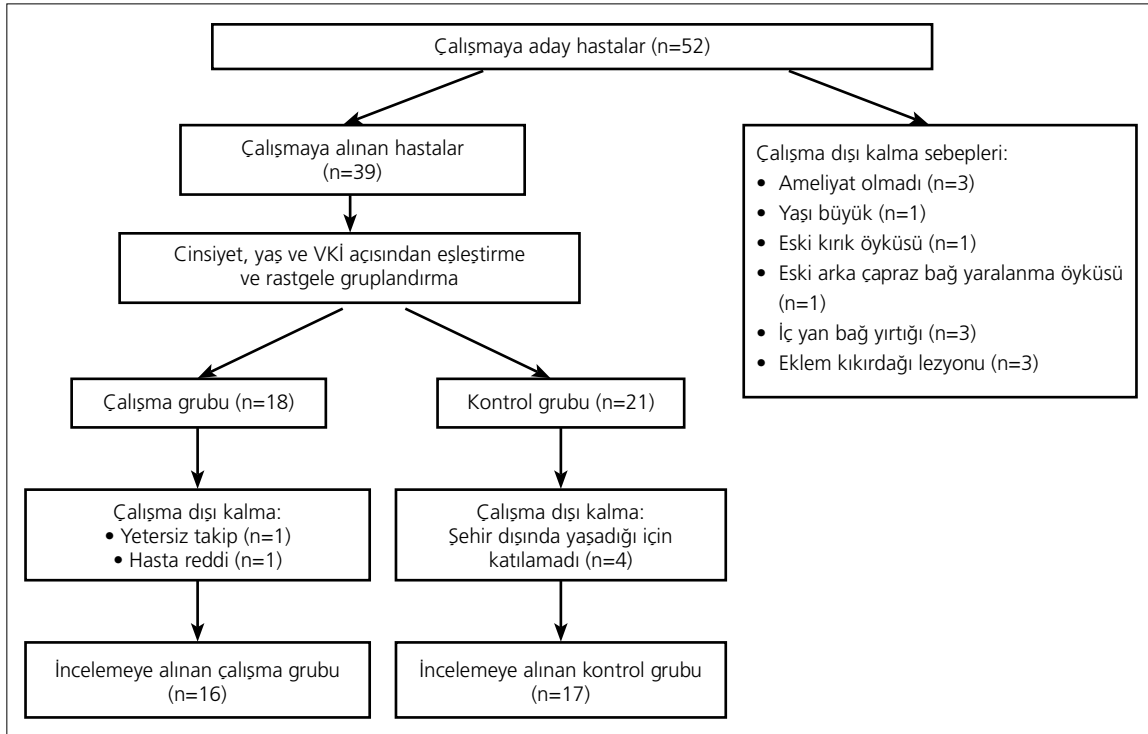 Çalışmaya aday hastalar (n=52)
Çalışmaya alınan hastalar
(n=39)
Çalışma dışı kalma sebepleri:
• Ameliyat olmadı (n=3)
• Yaşı büyük (n=1)
• Eski kırık öyküsü (n=1)
• Eski arka çapraz bağ yaralanma öyküsü
(n=1)
• İç yan bağ yırtığı (n=3)
• Eklem kıkırdağı lezyonu (n=3)
Cinsiyet, yaş ve VKİ açısından eşleştirme
ve rastgele gruplandırma
Çalışma grubu (n=18)
Kontrol grubu (n=21)
Çalışma dışı kalma:
• Yetersiz takip (n=1)
• Hasta reddi (n=1)
Çalışma dışı kalma:
Şehir dışında yaşadığı için
katılamadı (n=4)
İncelemeye alınan çalışma grubu
(n=16)
İncelemeye alınan kontrol grubu
(n=17)